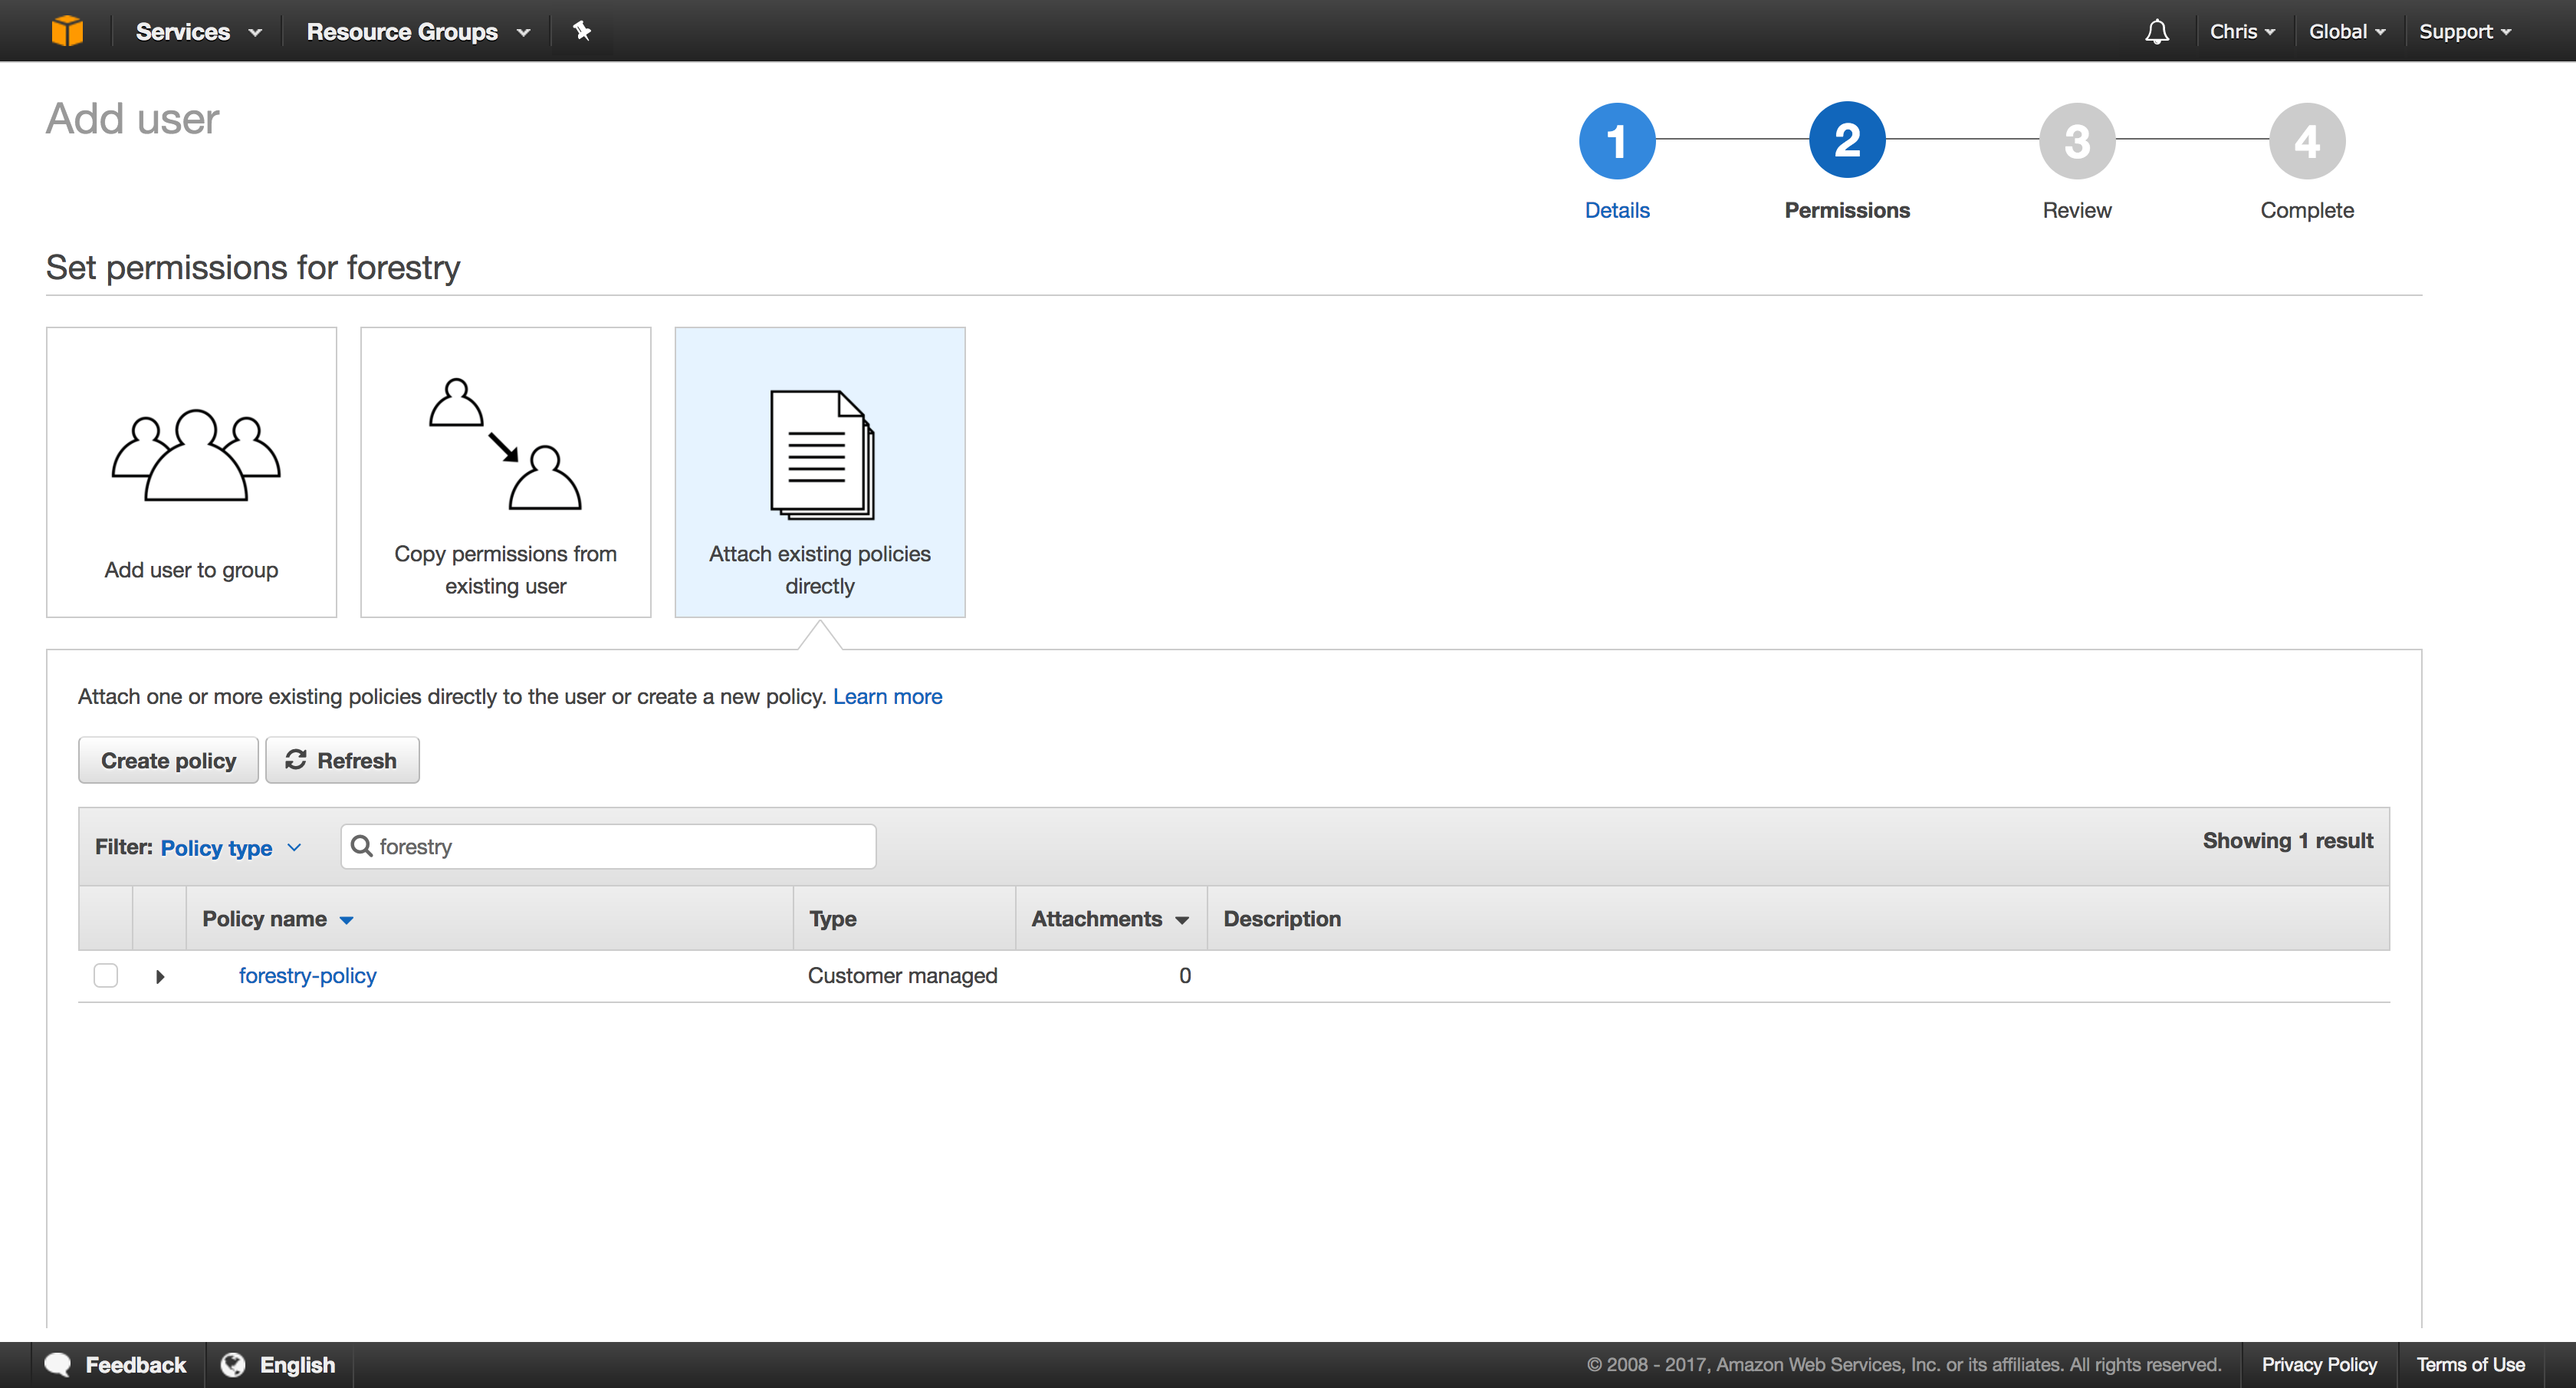 Services
Resource Groups
Chris
Global
Support
Add user
1
2
3
4
Details
Permissions
Review
Complete
Set permissions for forestry
Add user to group
Copy permissions from
existing user
Attach existing policies
directly
Attach one or more existing policies directly to the user or create a new policy. Learn more
Create policy
Refresh
Filter: Policy type
forestry
Showing 1 result
Policy name
Type
Attachments
Description
forestry-policy
Customer managed
0
Feedback
English
© 2008 - 2017, Amazon Web Services, Inc. or its affiliates. All rights reserved.
Privacy Policy
Terms of Use